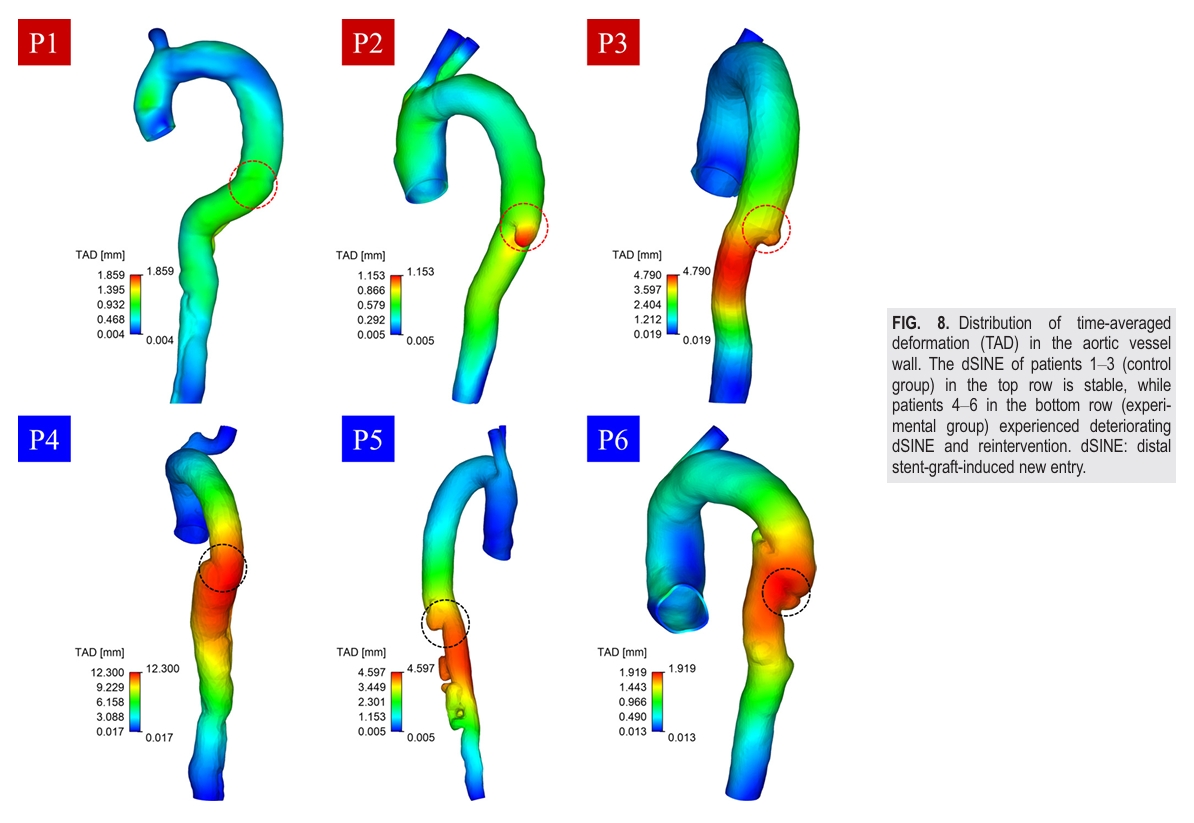 P1
P2
P3
TAD [mm]
1.859
1.859
1.395
0.932
0.468
0.004
0.004
TAD [mm]
1.153
1.153
0.866
0.579
0.292
0.005
0.005
TAD [mm]
4.790
4.790
3.597
2.404
1.212
0.019
0.019
P4
P5
P6
TAD [mm]
12.300
12.300
9.229
6.158
3.088
0.017
0.017
TAD [mm]
4.597
4.597
3.449
2.301
1.153
0.005
0.005
TAD [mm]
1.919
1.919
1.443
0.966
0.490
0.013
0.013
FIG. 8. Distribution of time-averaged
deformation (TAD) in the aortic vessel
wall. The dSINE of patients 1–3 (control
group) in the top row is stable, while
patients 4–6 in the bottom row (experi-
mental group) experienced deteriorating
dSINE and reintervention. dSINE: distal
stent-graft-induced new entry.